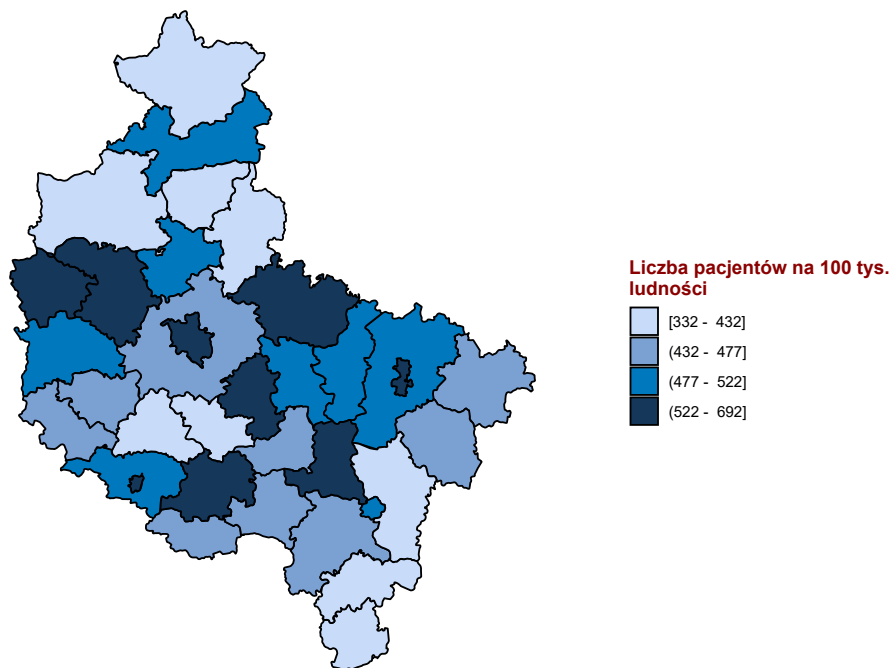 Liczba pacjentów na 100 tys.
ludności
[332 - 432]
(432 - 477]
(477 - 522]
(522 - 692]